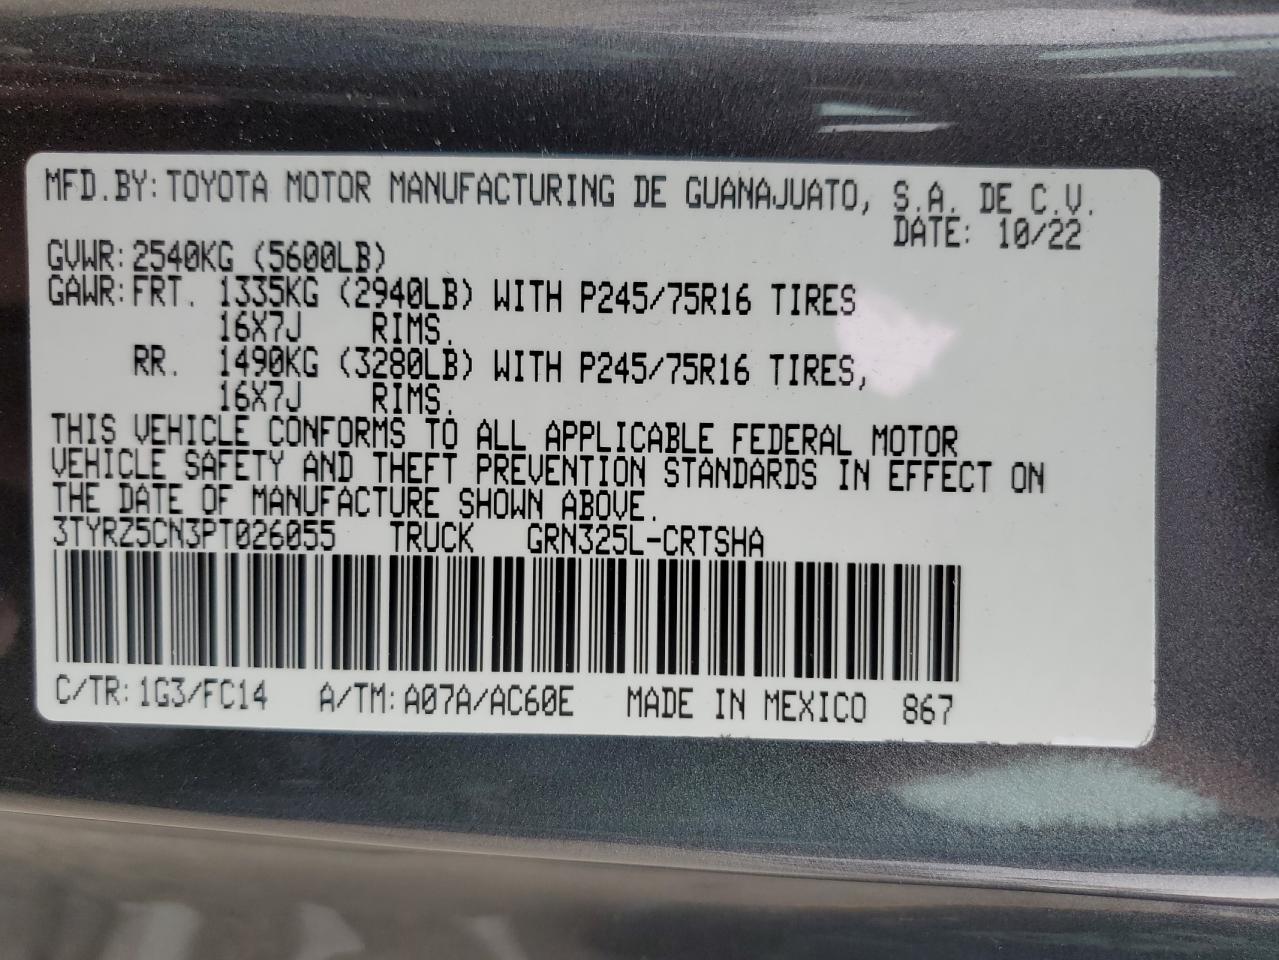 MFD.BY: TOYOTA MOTOR MANUFACTURING DE GUANAJUATO, S.A. DE C.V.
DATE: 10/22
GVWR: 2540KG (5600LB)
GAWR: FRT. 1335KG (2940LB) WITH P245/75R16 TIRES
16X7J RIMS.
RR. 1490KG (3280LB) WITH P245/75R16 TIRES,
16X7J RIMS.
THIS VEHICLE CONFORMS TO ALL APPLICABLE FEDERAL MOTOR
VEHICLE SAFETY AND THEFT PREVENTION STANDARDS IN EFFECT ON
THE DATE OF MANUFACTURE SHOWN ABOVE.
3TYRZ5CN3PT026055 TRUCK GRN325L-CRTSHA
C/TR: 1G3/FC14 A/TM: A07A/AC60E MADE IN MEXICO 867